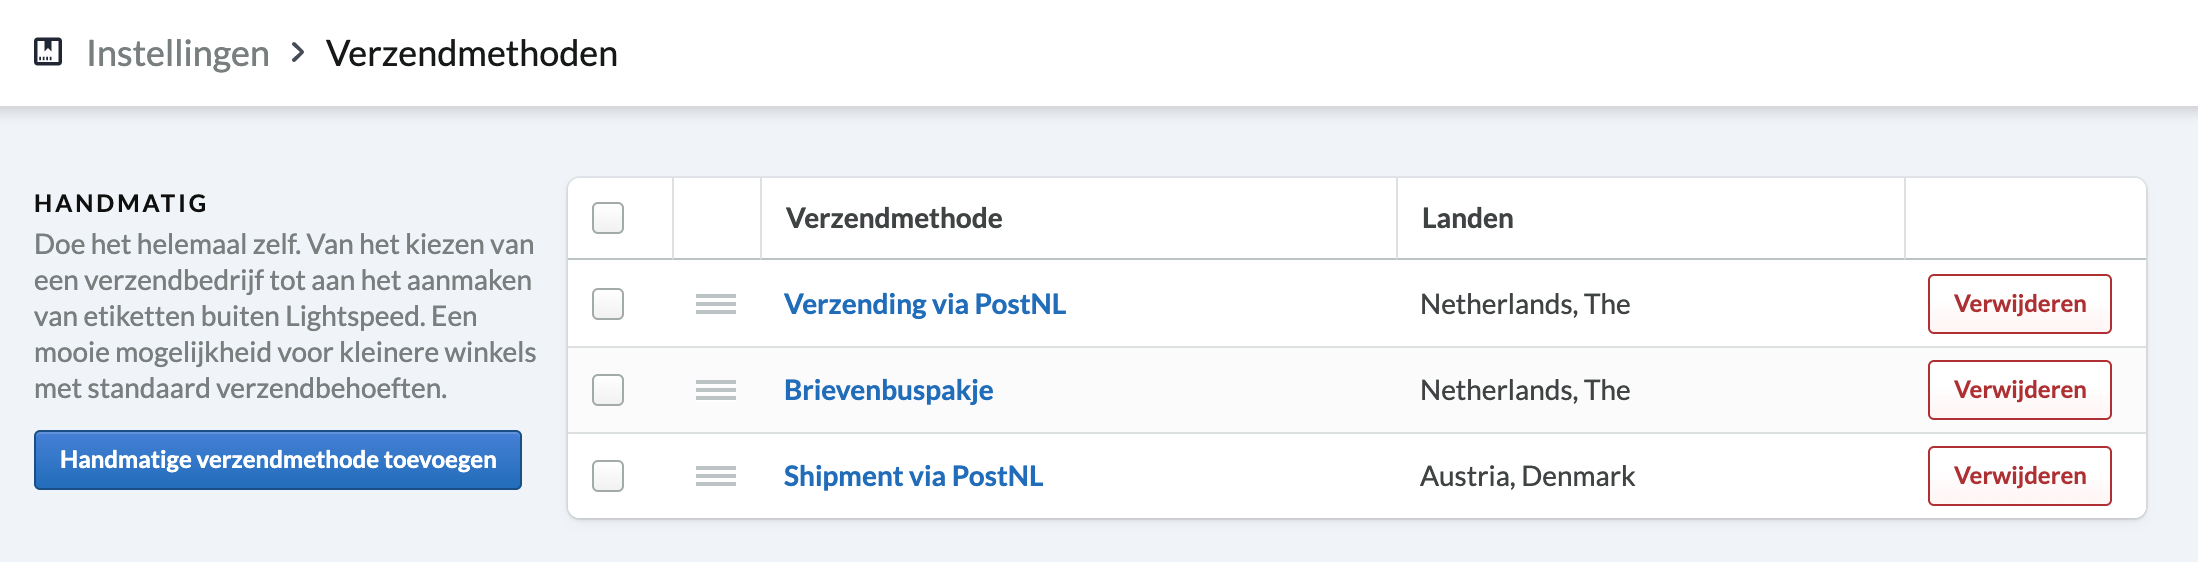 Instellingen > Verzendmethoden
HANDMATIG
Doe het helemaal zelf. Van het kiezen van
een verzendbedrijf tot aan het aanmaken
van etiketten buiten Lightspeed. Een
mooie mogelijkheid voor kleinere winkels
met standaard verzendbehoeften.
Handmatige verzendmethode toevoegen
Verzendmethode Landen
Verzending via PostNL Netherlands, The Verwijderen
Brievenbuspakje Netherlands, The Verwijderen
Shipment via PostNL Austria, Denmark Verwijderen